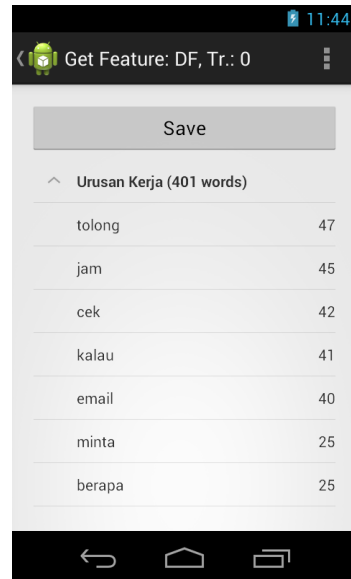 11:44
Get Feature: DF, Tr.: 0
Save
Urusan Kerja (401 words)
tolong 47
jam 45
cek 42
kalau 41
email 40
minta 25
berapa 25